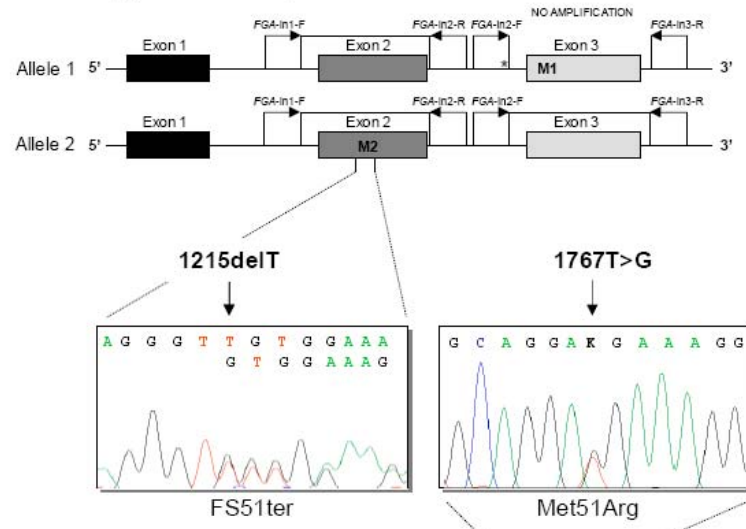 NO AMPLIFICATION
FGA-In1-F FGA-In2-R FGA-In2-F FGA-In3-R
Exon 1 Exon 2 Exon 3
Allele 1 5' * M1 3'
FGA-In1-F FGA-In2-R FGA-In2-F FGA-In3-R
Exon 1 Exon 2 Exon 3
Allele 2 5' M2 3'
1215delT 1767T>G
A G G G T T G T G G A A A G C A G G A K G A A A G G
G T G G A A A G
FS51ter Met51Arg